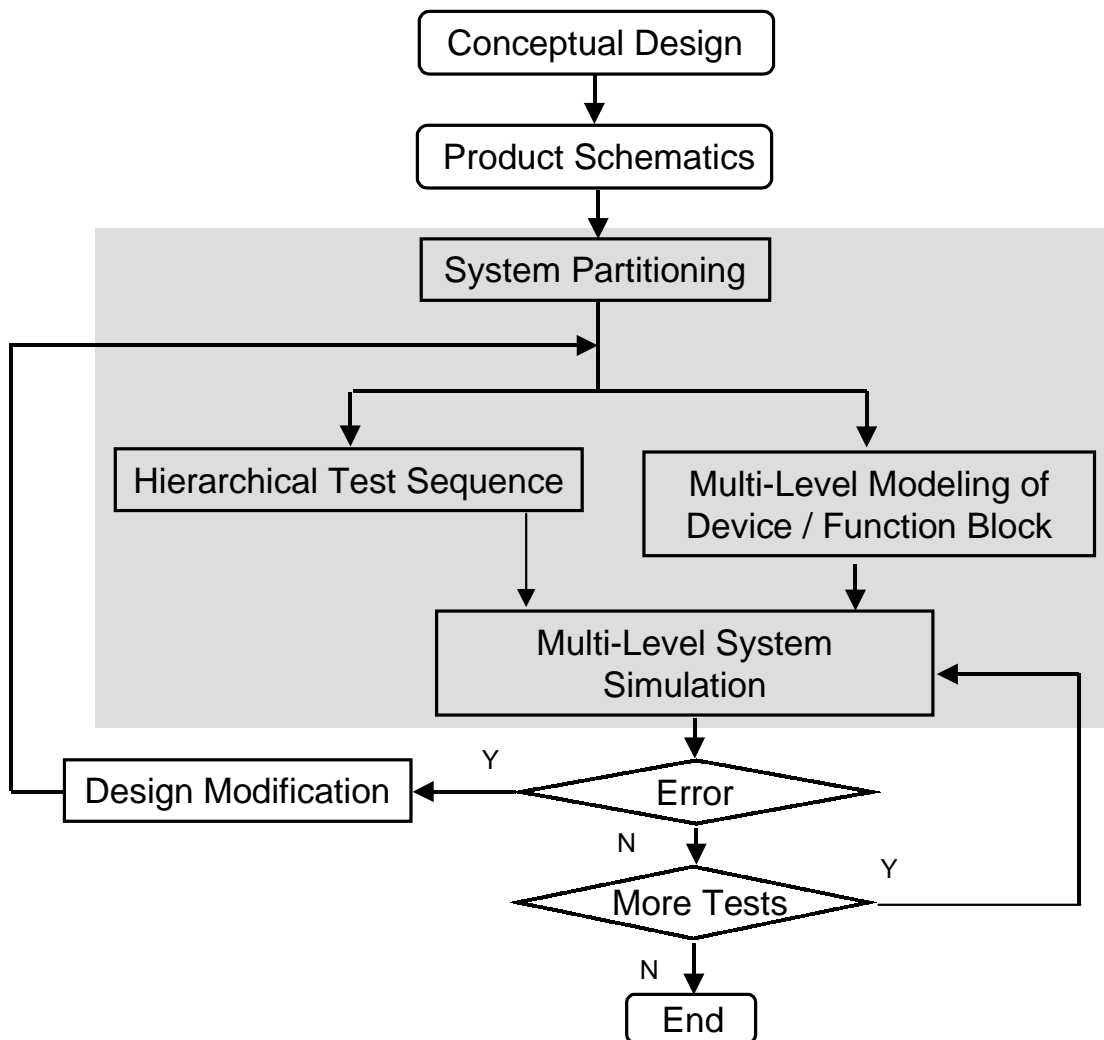 Conceptual Design
Product Schematics
System Partitioning
Hierarchical Test Sequence
Multi-Level Modeling of
Device / Function Block
Multi-Level System
Simulation
Y
Design Modification
Error
N
Y
More Tests
N
End